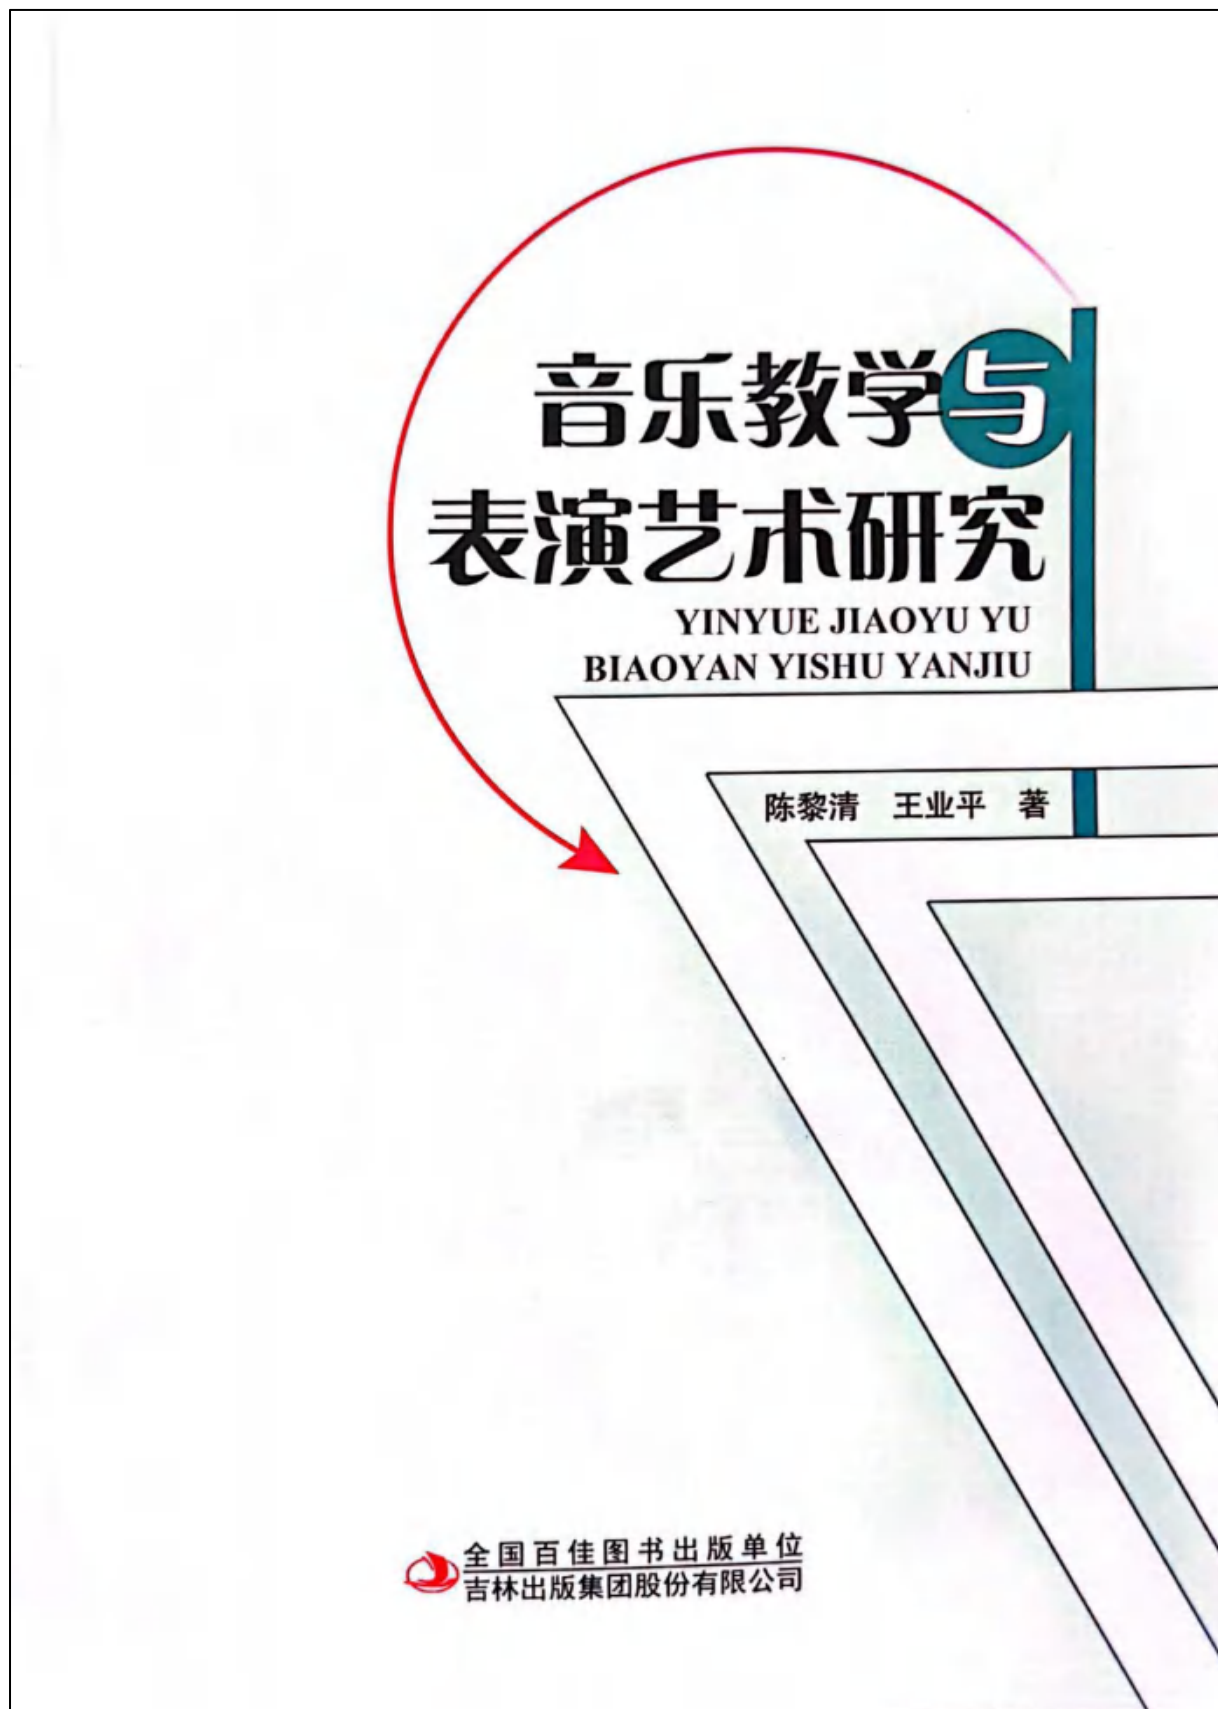 音乐教学与
表演艺术研究
YINYUE JIAOYU YU
BIAOYAN YISHU YANJIU
陈黎清 王业平 著
全国百佳图书出版单位
吉林出版集团股份有限公司